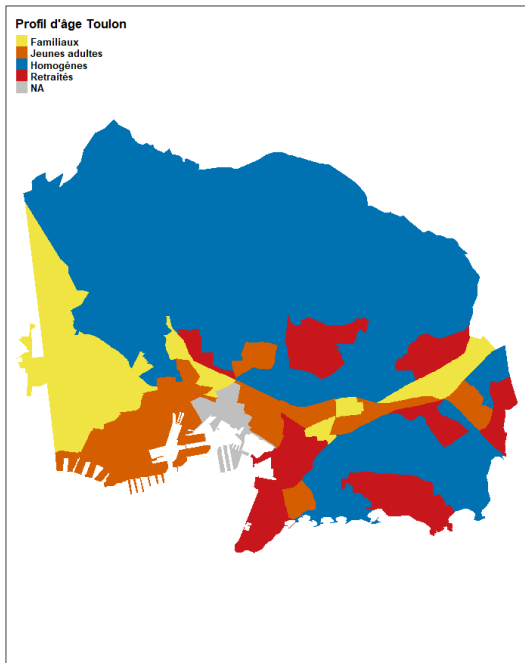 Profil d'âge Toulon
Familiaux
Jeunes adultes
Homogènes
Retraités
NA